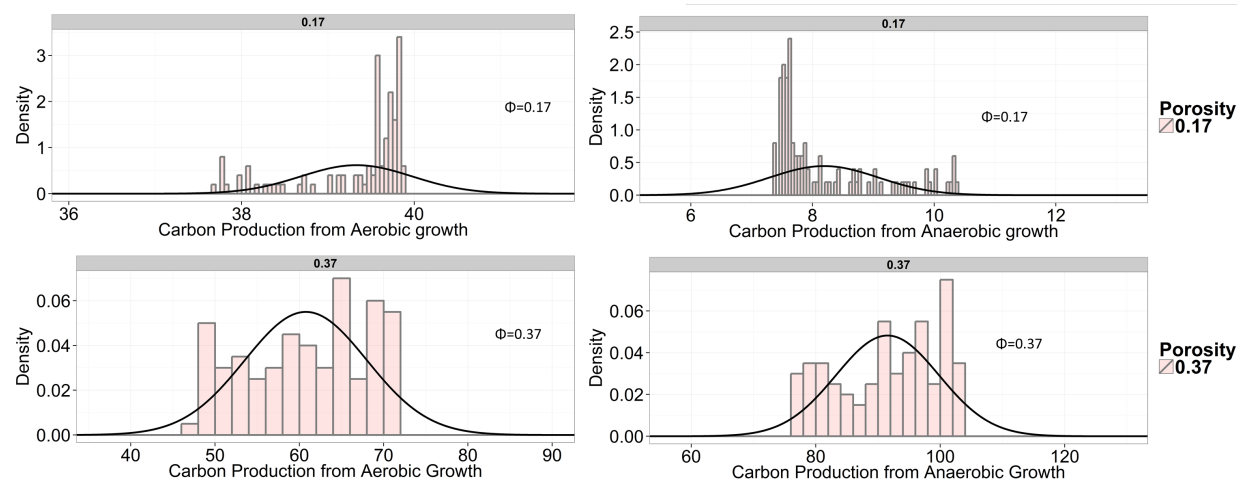 0.17
3
2
1
0
Density
Φ=0.17
36
38
40
Carbon Production from Aerobic growth
0.17
2.5
2.0
1.5
1.0
0.5
0.0
Density
Φ=0.17
6
8
10
12
Carbon Production from Anaerobic growth
Porosity
0.17
0.37
0.06
0.04
0.02
0.00
Density
Φ=0.37
40
50
60
70
80
90
Carbon Production from Aerobic Growth
0.37
0.06
0.04
0.02
0.00
Density
Φ=0.37
60
80
100
120
Carbon Production from Anaerobic Growth
Porosity
0.37